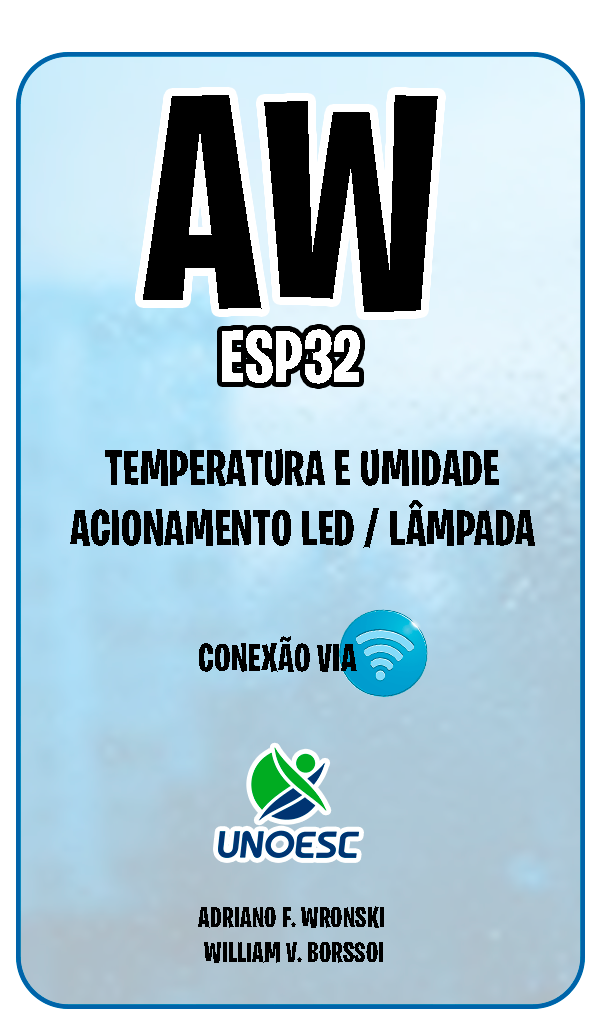 AW
ESP32
TEMPERATURA E UMIDADE
ACIONAMENTO LED / LÂMPADA
CONEXÃO VIA
UNOESC
ADRIANO F. WRONSKI
WILLIAM V. BORSSOI